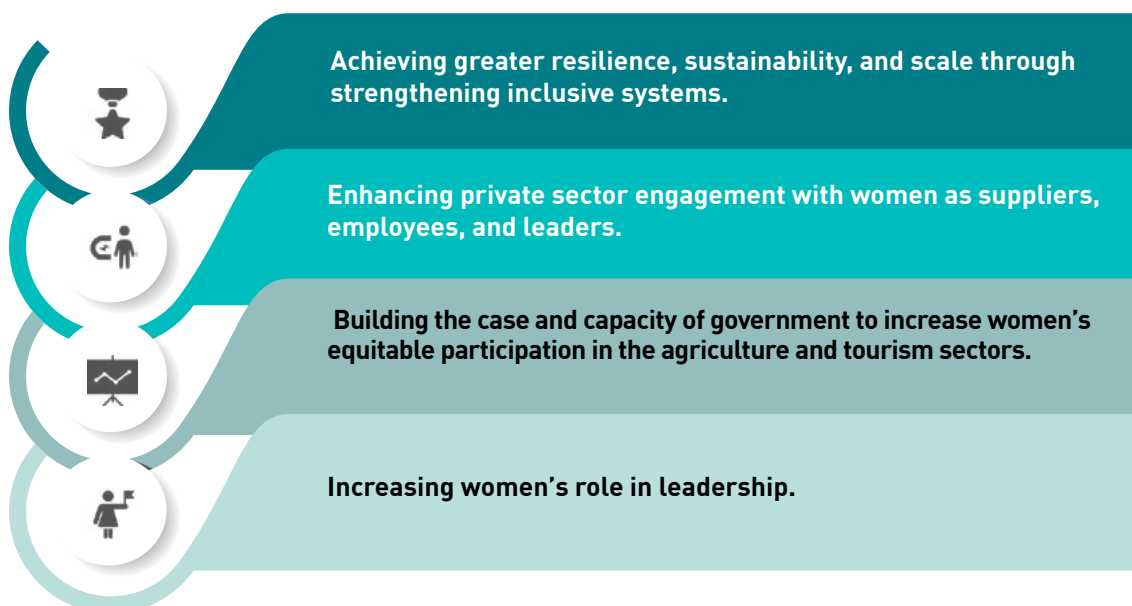 Achieving greater resilience, sustainability, and scale through
strengthening inclusive systems.
Enhancing private sector engagement with women as suppliers,
employees, and leaders.
Building the case and capacity of government to increase women’s
equitable participation in the agriculture and tourism sectors.
Increasing women’s role in leadership.